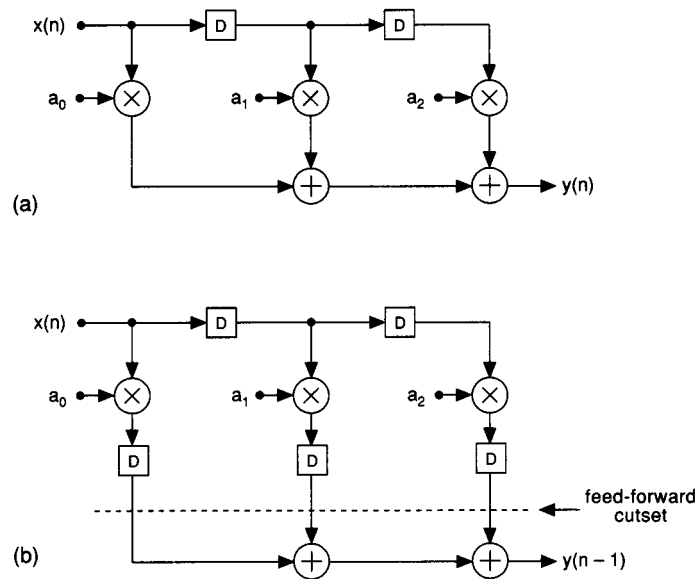 x(n) D D
a0 a1 a2
× × ×
+ + y(n)
(a)
x(n) D D
a0 a1 a2
× × ×
D D D
feed-forward
cutset
(b) + + y(n – 1)